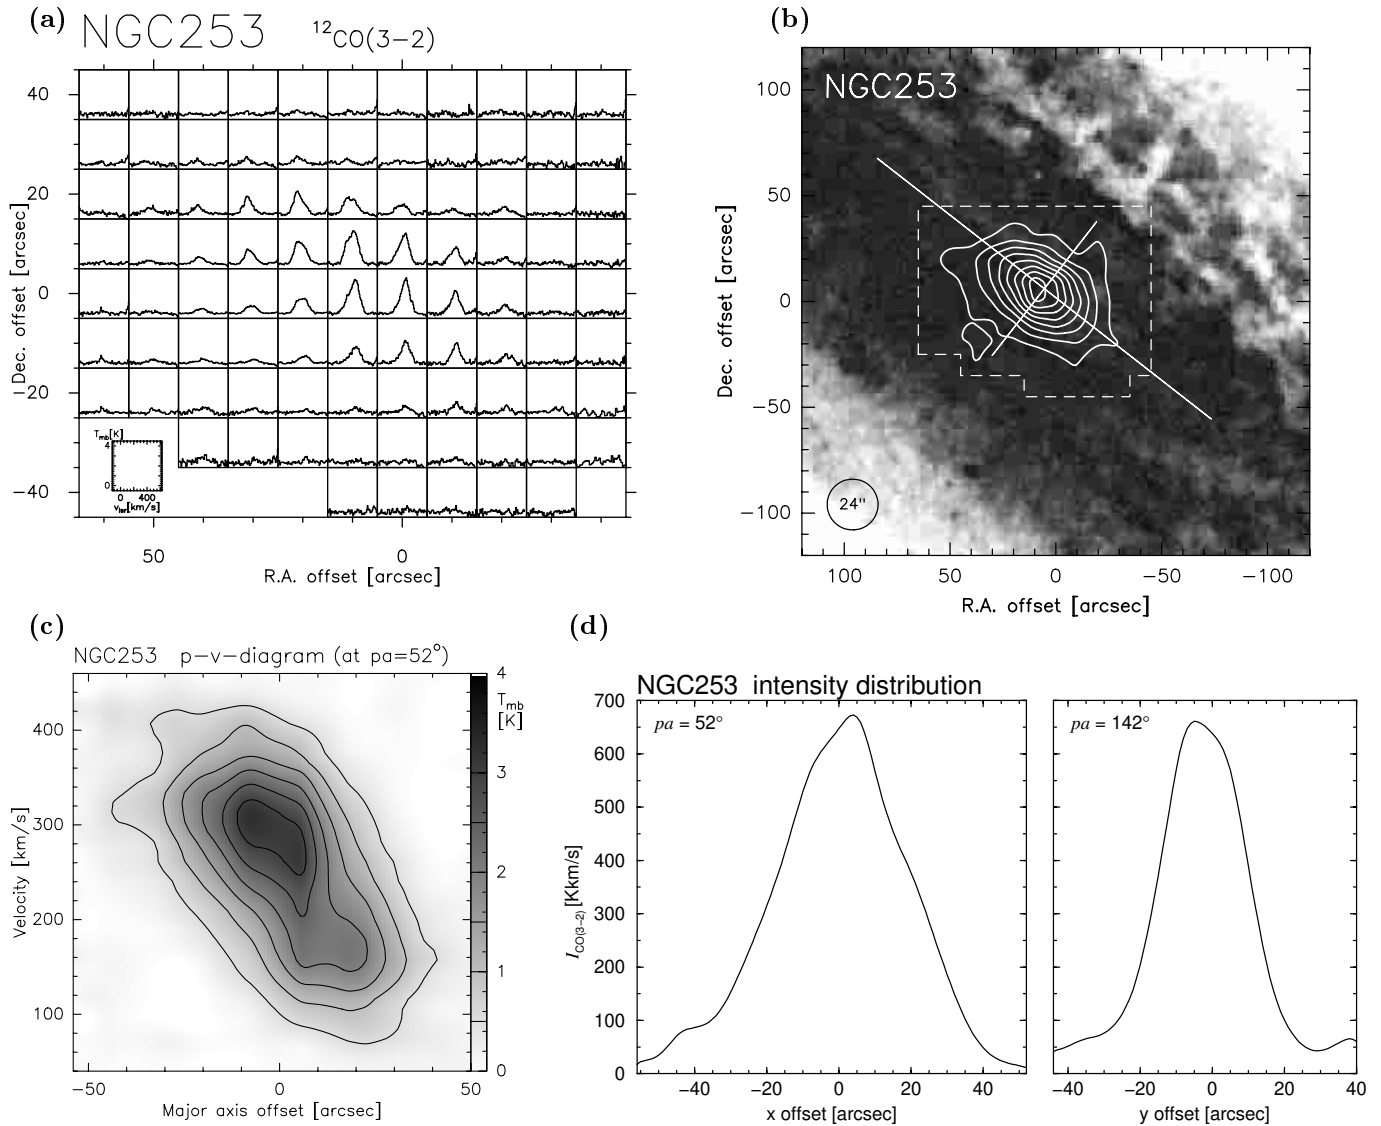 (a)
NGC253 ¹²CO(3−2)
40
20
0
−20
−40
Dec. offset [arcsec]
T_mb[K]
4
0
0 400
v_lsr[km/s]
50 0
R.A. offset [arcsec]
(b)
NGC253
100
50
0
−50
−100
Dec. offset [arcsec]
24"
100 50 0 −50 −100
R.A. offset [arcsec]
(c)
NGC253 p−v−diagram (at pa=52°)
400
300
200
100
Velocity [km/s]
−50 0 50
Major axis offset [arcsec]
4
T_mb
[K]
3
2
1
0
(d)
NGC253 intensity distribution
pa = 52°
700
600
500
400
300
200
100
0
I_CO(3−2) [Kkm/s]
−40 −20 0 20 40
x offset [arcsec]
pa = 142°
−40 −20 0 20 40
y offset [arcsec]